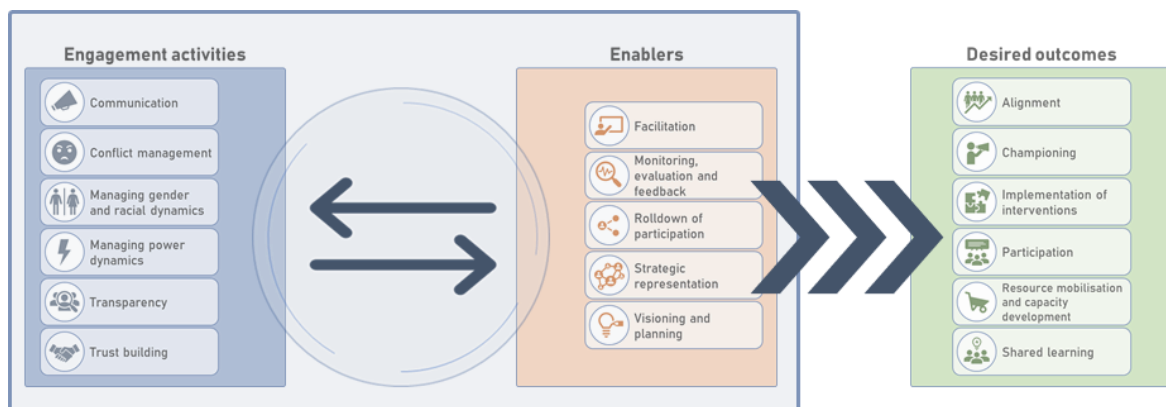 Engagement activities
Communication
Conflict management
Managing gender
and racial dynamics
Managing power
dynamics
Transparency
Trust building
Enablers
Facilitation
Monitoring,
evaluation and
feedback
Rolldown of
participation
Strategic
representation
Visioning and
planning
Desired outcomes
Alignment
Championing
Implementation of
interventions
Participation
Resource mobilisation
and capacity
development
Shared learning